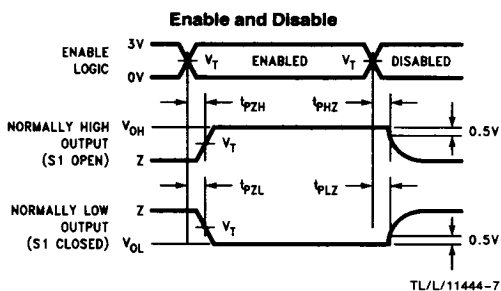 Enable and Disable
ENABLE
LOGIC
3V
0V
VT
ENABLED
VT
DISABLED
tPZH
tPHZ
NORMALLY HIGH
OUTPUT
(S1 OPEN)
VOH
Z
VT
0.5V
tPZL
tPLZ
NORMALLY LOW
OUTPUT
(S1 CLOSED)
Z
VOL
VT
0.5V
TL/L/11444-7